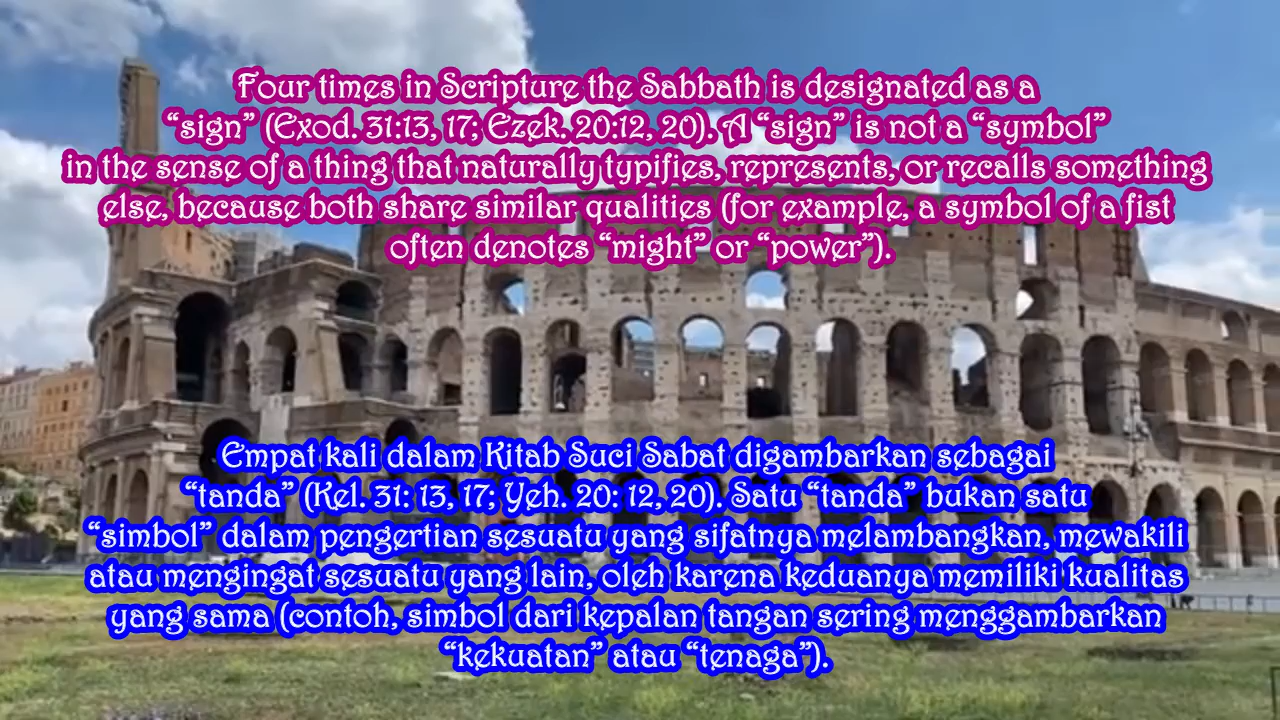 Four times in Scripture the Sabbath is designated as a
“sign” (Exod. 31:13, 17; Ezek. 20:12, 20). A “sign” is not a “symbol”
in the sense of a thing that naturally typifies, represents, or recalls something
else, because both share similar qualities (for example, a symbol of a fist
often denotes “might” or “power”).
Empat kali dalam Kitab Suci Sabat digambarkan sebagai
“tanda” (Kel. 31: 13, 17; Yeh. 20: 12, 20). Satu “tanda” bukan satu
“simbol” dalam pengertian sesuatu yang sifatnya melambangkan, mewakili
atau mengingat sesuatu yang lain, oleh karena keduanya memiliki kualitas
yang sama (contoh, simbol dari kepalan tangan sering menggambarkan
“kekuatan” atau “tenaga”).